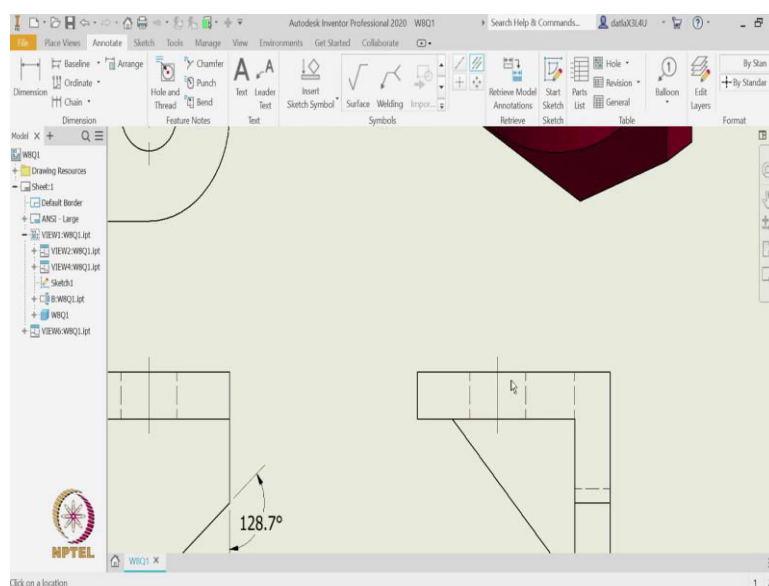 Autodesk Inventor Professional 2020 W8Q1
Search Help & Commands...
datlaX3L4U
File Place Views Annotate Sketch Tools Manage View Environments Get Started Collaborate
Dimension
Baseline
Ordinate
Chain
Arrange
Dimension
Hole and Thread
Chamfer
Punch
Bend
Feature Notes
Text
Leader Text
Text
Insert Sketch Symbol
Surface
Welding
Impor...
Symbols
Retrieve Model Annotations
Retrieve
Start Sketch
Sketch
Parts List
Hole
Revision
General
Table
Balloon
Edit Layers
By Stan
By Standar
Format
Model
W8Q1
Drawing Resources
Sheet:1
Default Border
ANSI - Large
VIEW1:W8Q1.ipt
VIEW2:W8Q1.ipt
VIEW4:W8Q1.ipt
Sketch1
B:W8Q1.ipt
W8Q1
VIEW6:W8Q1.ipt
128.7°
NPTEL
W8Q1
Click on a location
1